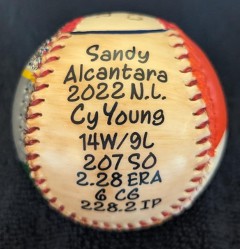 Sandy
Alcantara
2022 N.L.
Cy Young
14W/9L
207 SO
2.28 ERA
6 CG
228.2 IP